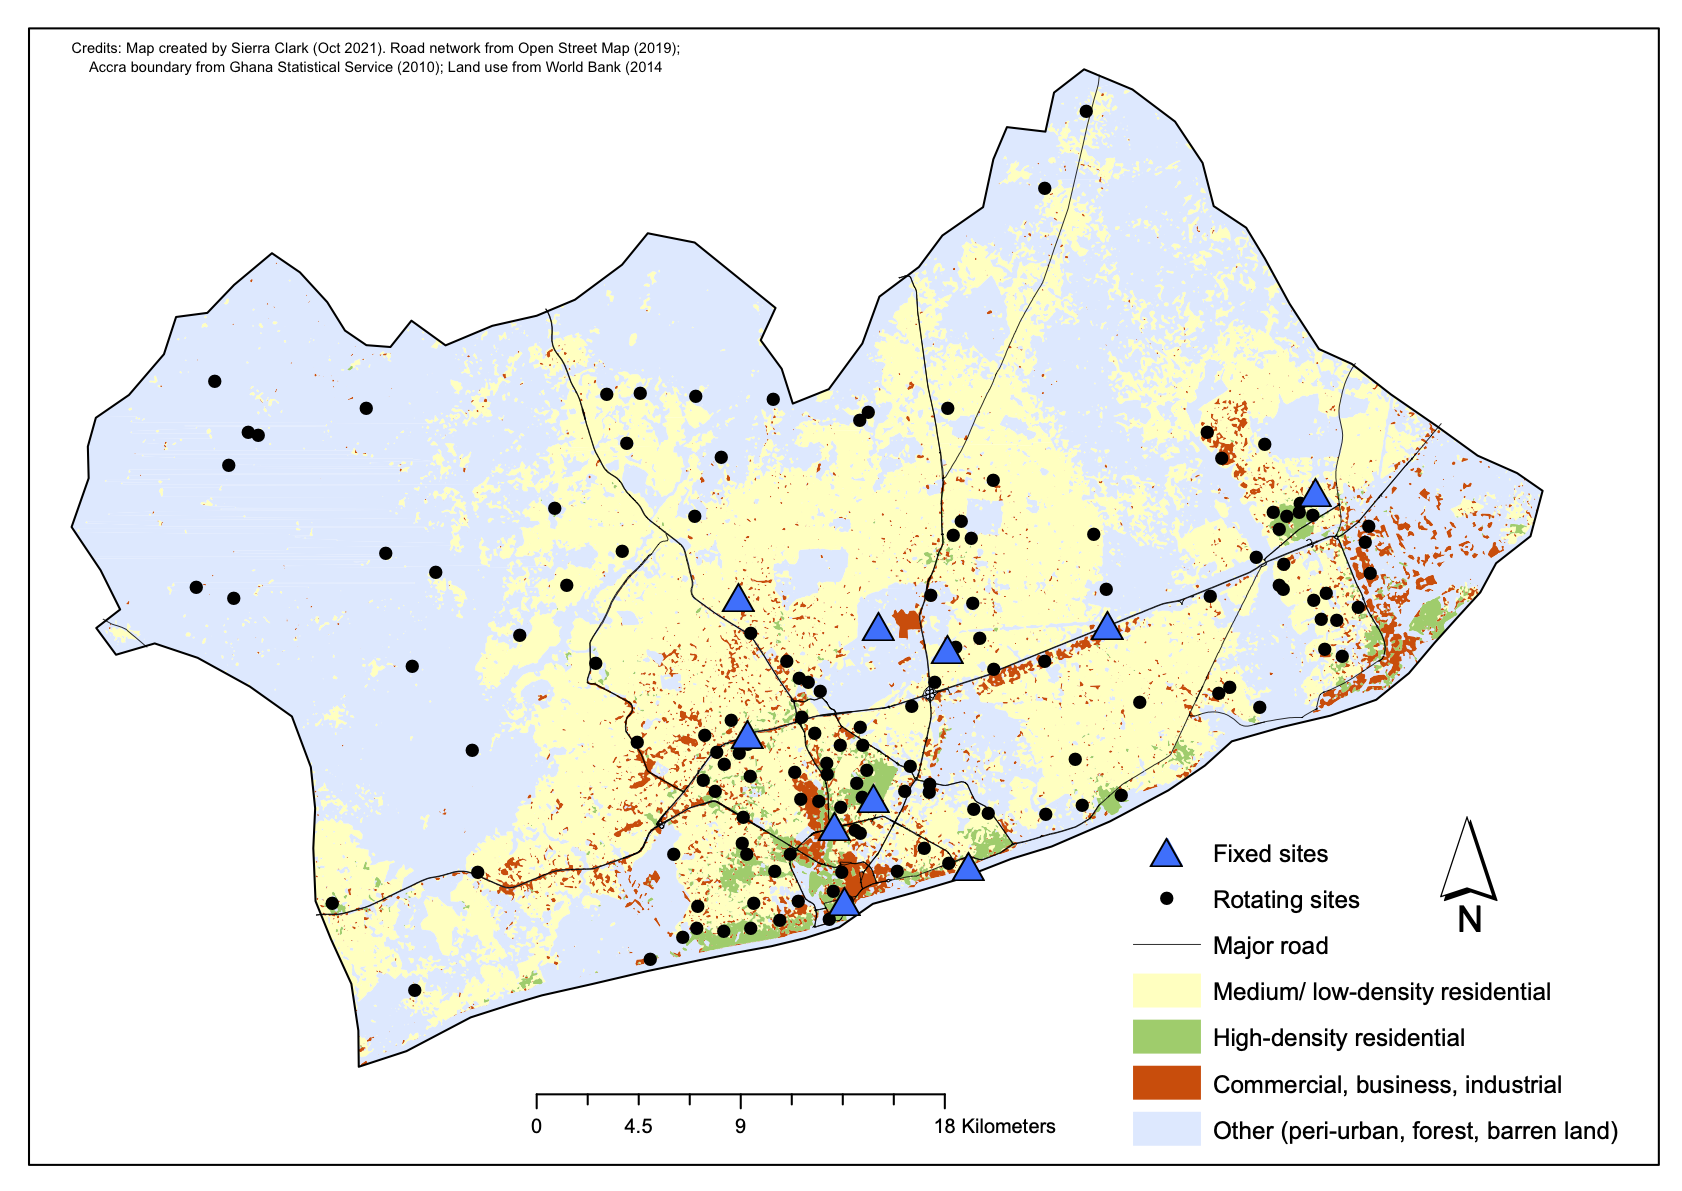 Credits: Map created by Sierra Clark (Oct 2021). Road network from Open Street Map (2019);
Accra boundary from Ghana Statistical Service (2010); Land use from World Bank (2014
Fixed sites
Rotating sites
Major road
Medium/ low-density residential
High-density residential
Commercial, business, industrial
Other (peri-urban, forest, barren land)
N
0 4.5 9 18 Kilometers